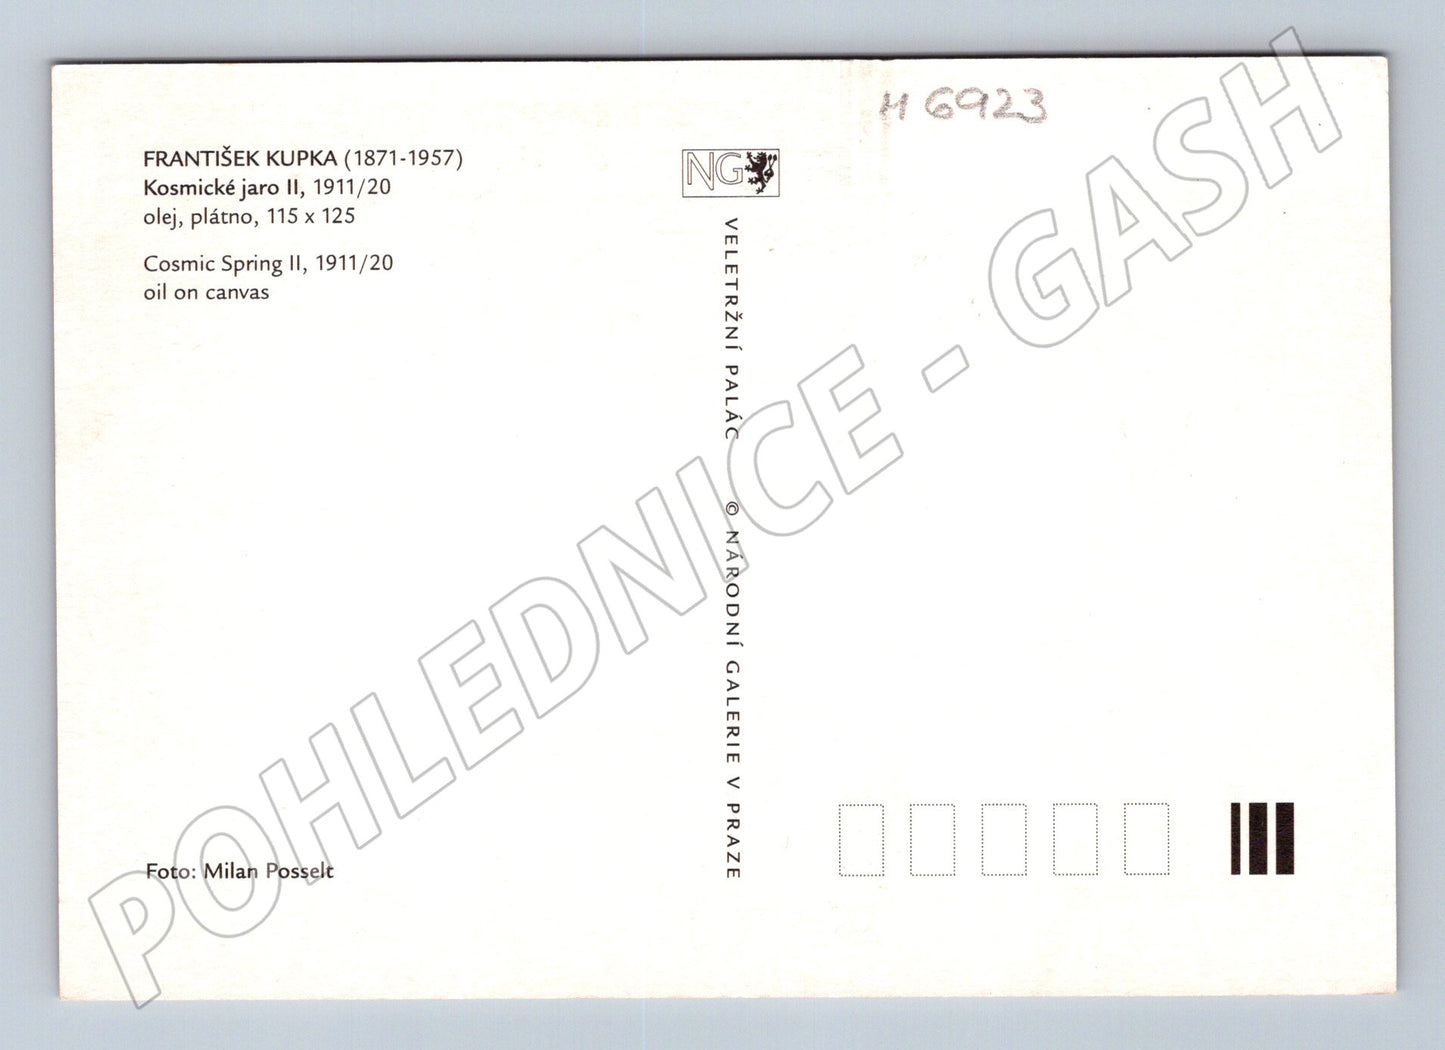 H 6923
FRANTIŠEK KUPKA (1871-1957)
Kosmické jaro II, 1911/20
olej, plátno, 115 x 125
Cosmic Spring II, 1911/20
oil on canvas
NG
VELETRŽNÍ PALÁC © NÁRODNÍ GALERIE V PRAZE
Foto: Milan Posselt
POHLEDNICE - GASH